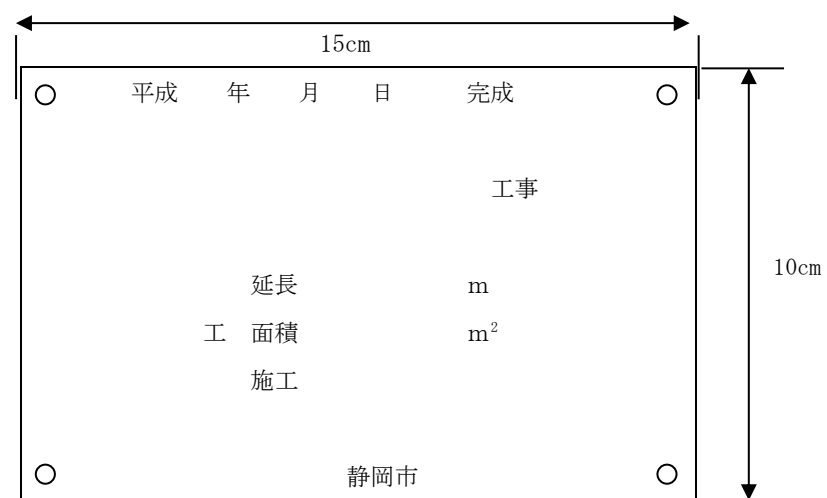 15cm
平成　　年　　月　　日　　　完成
工事
10cm
延長　　　　　　　m
工　面積　　　　　　　m²
施工
静岡市